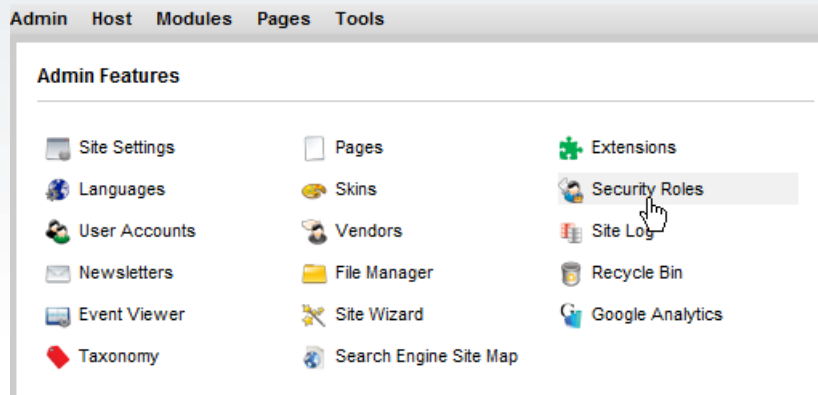 Admin Host Modules Pages Tools
Admin Features
Site Settings Pages Extensions
Languages Skins Security Roles
User Accounts Vendors Site Log
Newsletters File Manager Recycle Bin
Event Viewer Site Wizard Google Analytics
Taxonomy Search Engine Site Map